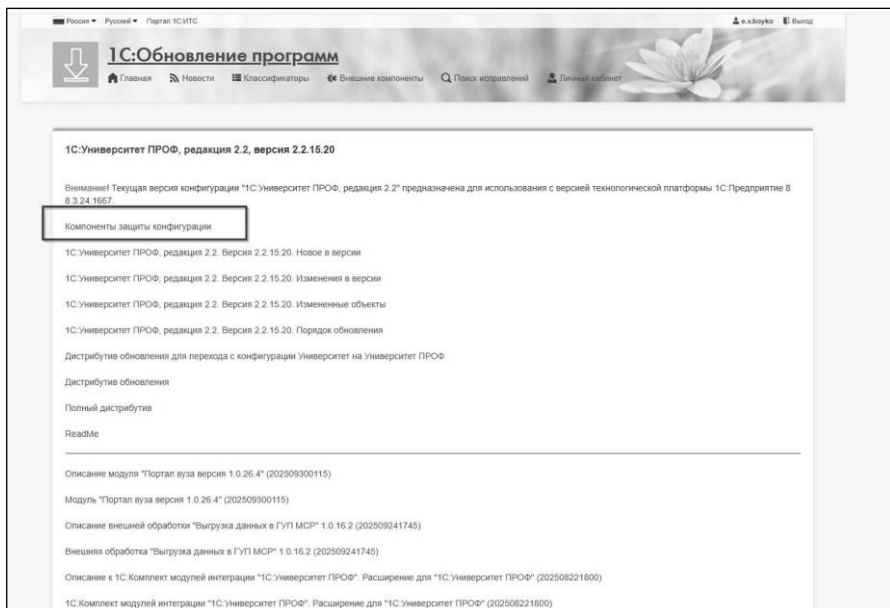 Россия Русский Портал 1С:ИТС e.v.boyko Выход
1С:Обновление программ
Главная Новости Классификаторы Внешние компоненты Поиск исправлений Личный кабинет
1С:Университет ПРОФ, редакция 2.2, версия 2.2.15.20
Внимание! Текущая версия конфигурации "1С:Университет ПРОФ, редакция 2.2" предназначена для использования с версией технологической платформы 1С:Предприятие 8
8.3.24.1667.
Компоненты защиты конфигурации
1С:Университет ПРОФ, редакция 2.2. Версия 2.2.15.20. Новое в версии
1С:Университет ПРОФ, редакция 2.2. Версия 2.2.15.20. Изменения в версии
1С:Университет ПРОФ, редакция 2.2. Версия 2.2.15.20. Измененные объекты
1С:Университет ПРОФ, редакция 2.2. Версия 2.2.15.20. Порядок обновления
Дистрибутив обновления для перехода с конфигурации Университет на Университет ПРОФ
Дистрибутив обновления
Полный дистрибутив
ReadMe
Описание модуля "Портал вуза версия 1.0.26.4" (202509300115)
Модуль "Портал вуза версия 1.0.26.4" (202509300115)
Описание внешней обработки "Выгрузка данных в ГУП МСР" 1.0.16.2 (202509241745)
Внешняя обработка "Выгрузка данных в ГУП МСР" 1.0.16.2 (202509241745)
Описание к 1С:Комплект модулей интеграции "1С:Университет ПРОФ". Расширение для "1С:Университет ПРОФ" (202508221800)
1С:Комплект модулей интеграции "1С:Университет ПРОФ". Расширение для "1С:Университет ПРОФ" (202508221800)